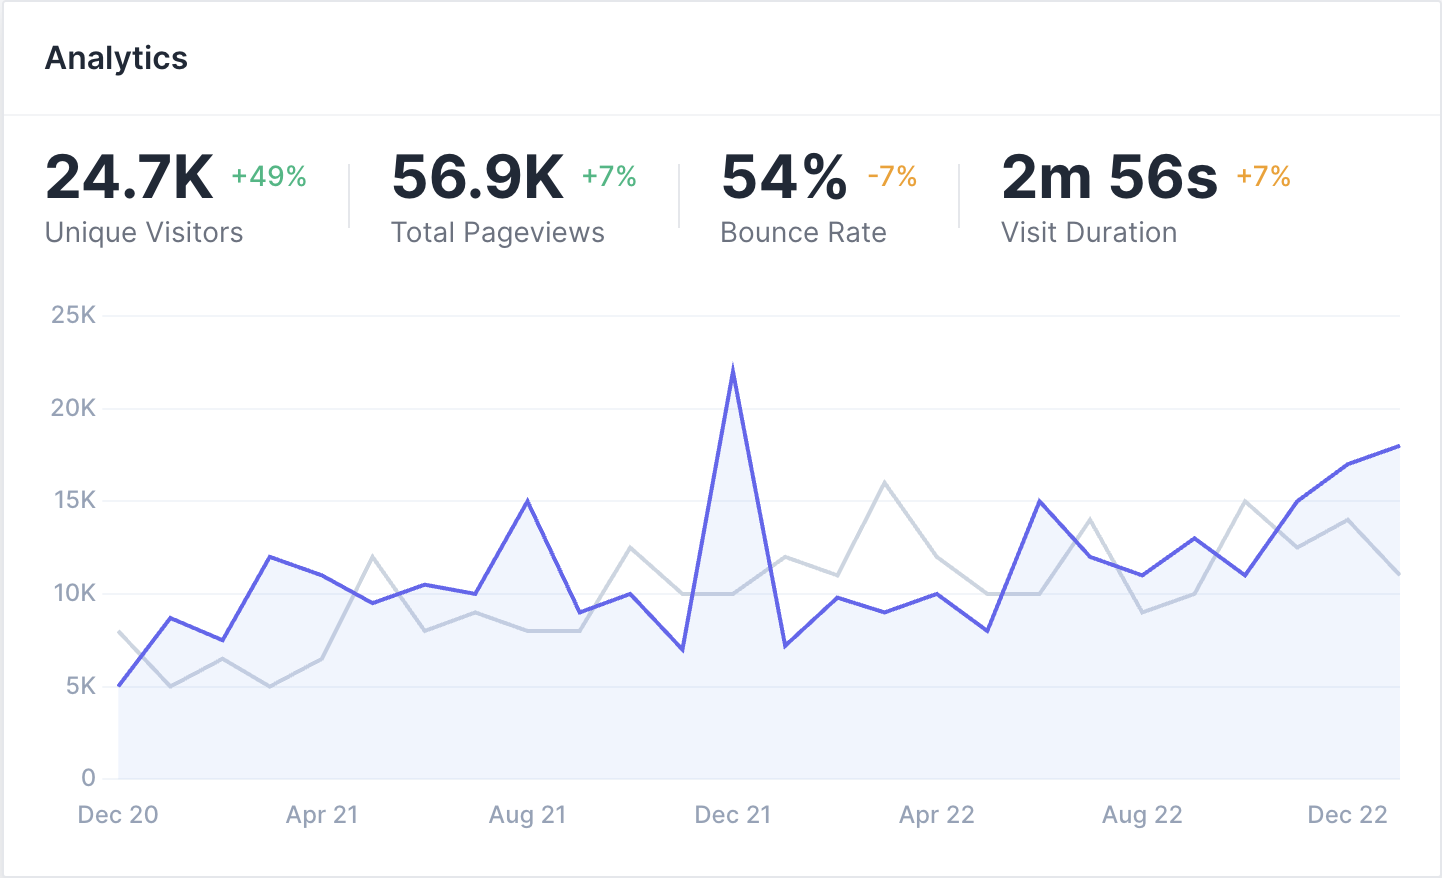 Analytics
24.7K +49%
Unique Visitors
56.9K +7%
Total Pageviews
54% -7%
Bounce Rate
2m 56s +7%
Visit Duration
25K
20K
15K
10K
5K
0
Dec 20 Apr 21 Aug 21 Dec 21 Apr 22 Aug 22 Dec 22